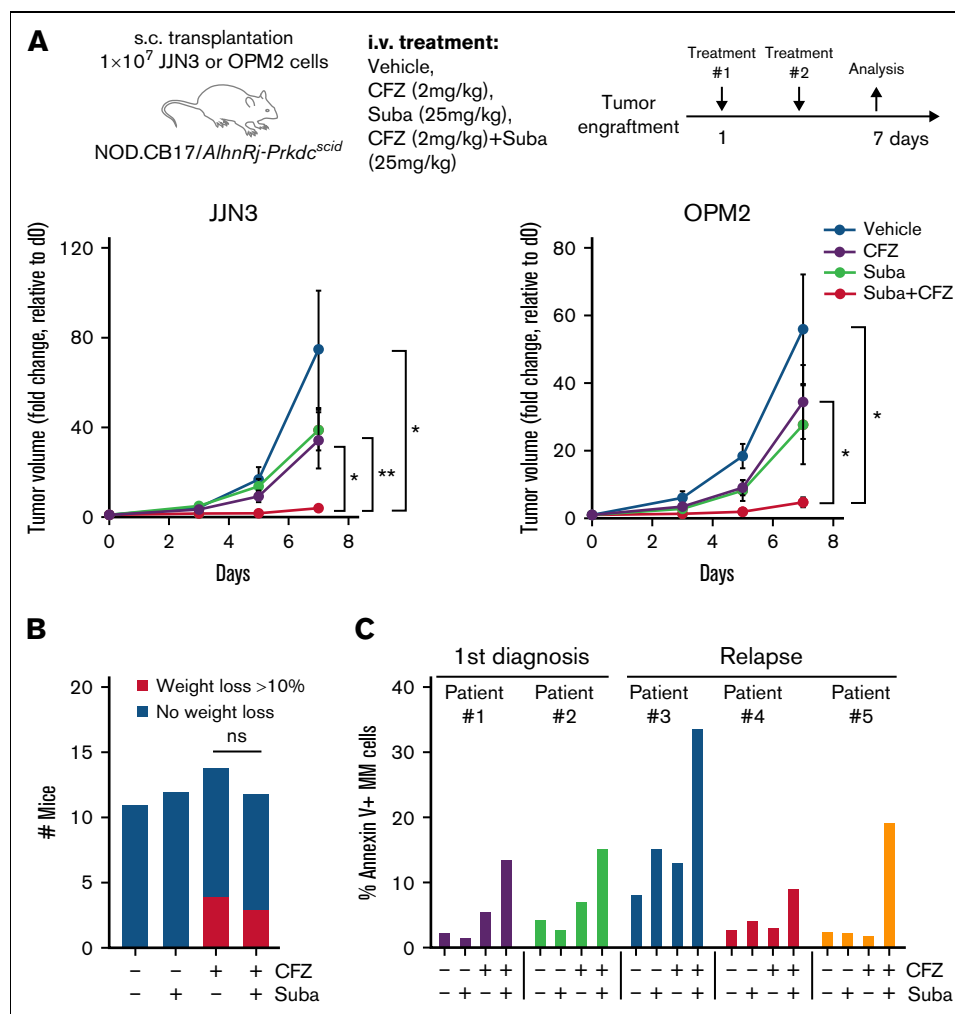 A
s.c. transplantation
1×10⁷ JJN3 or OPM2 cells
NOD.CB17/AlhnRj-Prkdcˢᶜⁱᵈ
i.v. treatment:
Vehicle,
CFZ (2mg/kg),
Suba (25mg/kg),
CFZ (2mg/kg)+Suba
(25mg/kg)
Treatment
#1
Treatment
#2
Analysis
Tumor
engraftment
1
7 days
JJN3
Tumor volume (fold change, relative to d0)
120
80
40
0
0 2 4 6 8
Days
*
**
*
OPM2
Tumor volume (fold change, relative to d0)
80
60
40
20
0
0 2 4 6 8
Days
*
*
Vehicle
CFZ
Suba
Suba+CFZ
B
Weight loss >10%
No weight loss
ns
# Mice
20
15
10
5
0
– – + + CFZ
– + – + Suba
C
1st diagnosis
Relapse
Patient
#1
Patient
#2
Patient
#3
Patient
#4
Patient
#5
% Annexin V+ MM cells
40
30
20
10
0
– – + + – – + + – – + + – – + + – – + + CFZ
– + – + – + – + – + – + – + – + – + – + Suba